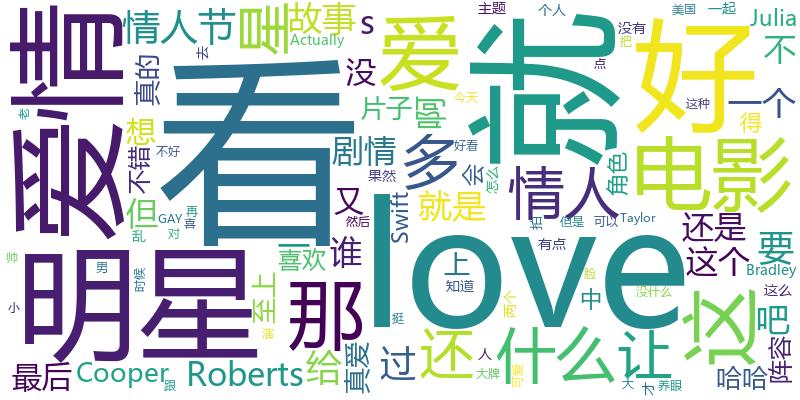 主题
个人
美国
一起
Julia
情人节
故事
星
s
爱
就
好
没有
把
不
Actually
爱情
真的
去
没
看
片子
啊
点
这种
一个
今天
得
老
想
不错
不好
剧情
多
好看
会
怎么
果然
情人
角色
电影
但
GAY
再
喜
乱
对
又
然后
谁
Swift
就是
love
扫
但是
可以
Taylor
有点
还是
这个
要
Bradley
帅
男
时候
喜欢
至上
上
知道
中
脸
没什么
这么
小
明星
那
挺
两个
这
吧
演
最后
Cooper
跟
Roberts
给
真爱
过
还
人
大牌
什么
可爱
让
大
才
养眼
哈哈
阵容